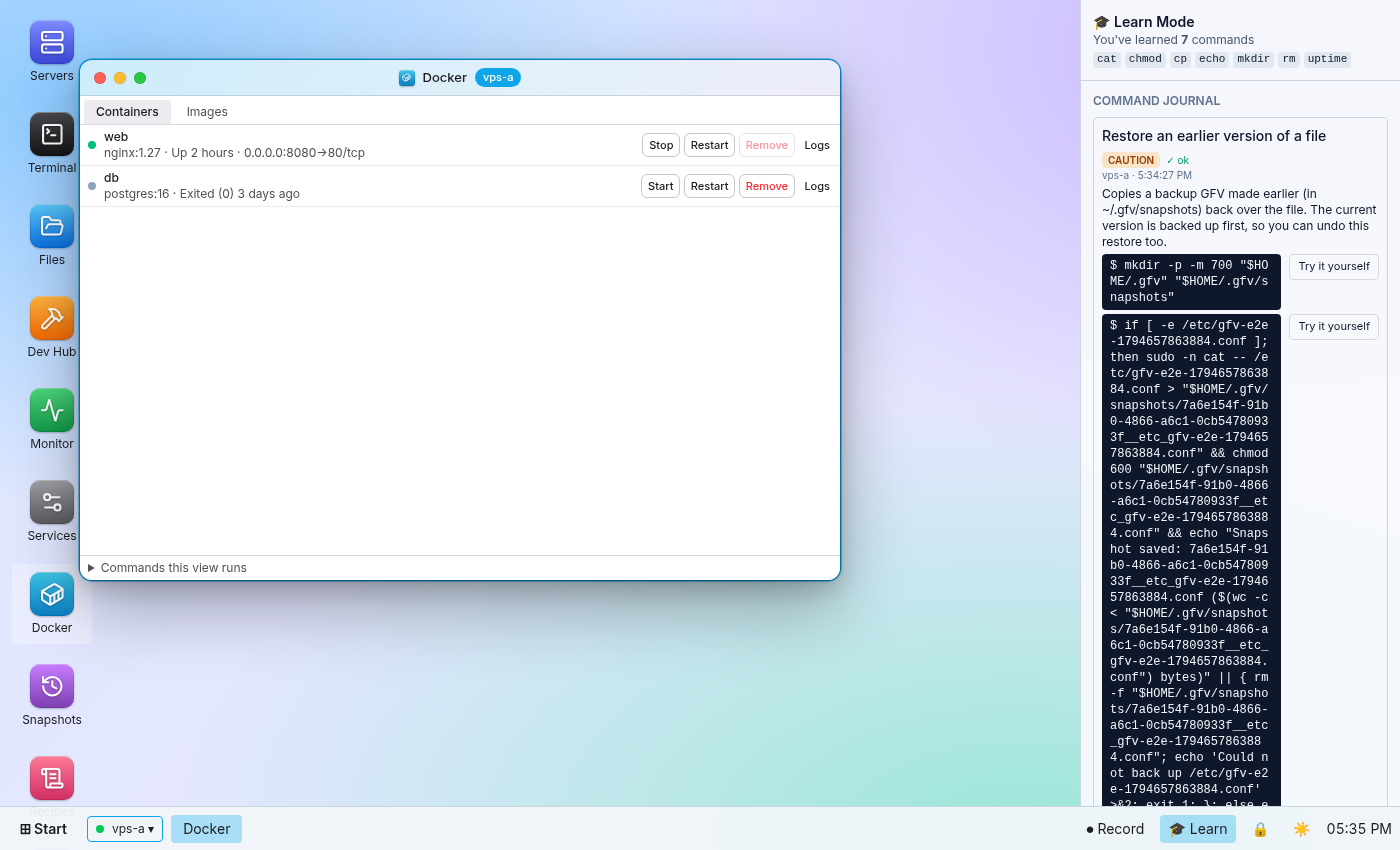 Servers
Terminal
Files
Dev Hub
Monitor
Services
Docker
Snapshots
Recipes
Docker vps-a
Containers Images
web
nginx:1.27 · Up 2 hours · 0.0.0.0:8080→80/tcp
Stop Restart Remove Logs
db
postgres:16 · Exited (0) 3 days ago
Start Restart Remove Logs
▶ Commands this view runs
🎓 Learn Mode
You've learned 7 commands
cat chmod cp echo mkdir rm uptime
COMMAND JOURNAL
Restore an earlier version of a file
CAUTION ✓ ok
vps-a · 5:34:27 PM
Copies a backup GFV made earlier (in
~/.gfv/snapshots) back over the file. The current
version is backed up first, so you can undo this
restore too.
$ mkdir -p -m 700 "$HO
ME/.gfv" "$HOME/.gfv/s
napshots"
Try it yourself
$ if [ -e /etc/gfv-e2e
-1794657863884.conf ];
then sudo -n cat -- /e
tc/gfv-e2e-17946578638
84.conf > "$HOME/.gfv/
snapshots/7a6e154f-91b
0-4866-a6c1-0cb5478093
3f__etc_gfv-e2e-179465
7863884.conf" && chmod
600 "$HOME/.gfv/snapsh
ots/7a6e154f-91b0-4866
-a6c1-0cb54780933f__et
c_gfv-e2e-179465786388
4.conf" && echo "Snaps
hot saved: 7a6e154f-91
b0-4866-a6c1-0cb547809
33f__etc_gfv-e2e-17946
57863884.conf ($(wc -c
< "$HOME/.gfv/snapshot
s/7a6e154f-91b0-4866-a
6c1-0cb54780933f__etc_
gfv-e2e-1794657863884.
conf") bytes)" || { rm
-f "$HOME/.gfv/snapsho
ts/7a6e154f-91b0-4866-
a6c1-0cb54780933f__etc
_gfv-e2e-179465786388
4.conf"; echo 'Could n
ot back up /etc/gfv-e2
e-1794657863884.conf'
>&2; exit 1; }; else e
Try it yourself
⊞ Start vps-a ▾ Docker
● Record 🎓 Learn 🔒 ☀️ 05:35 PM